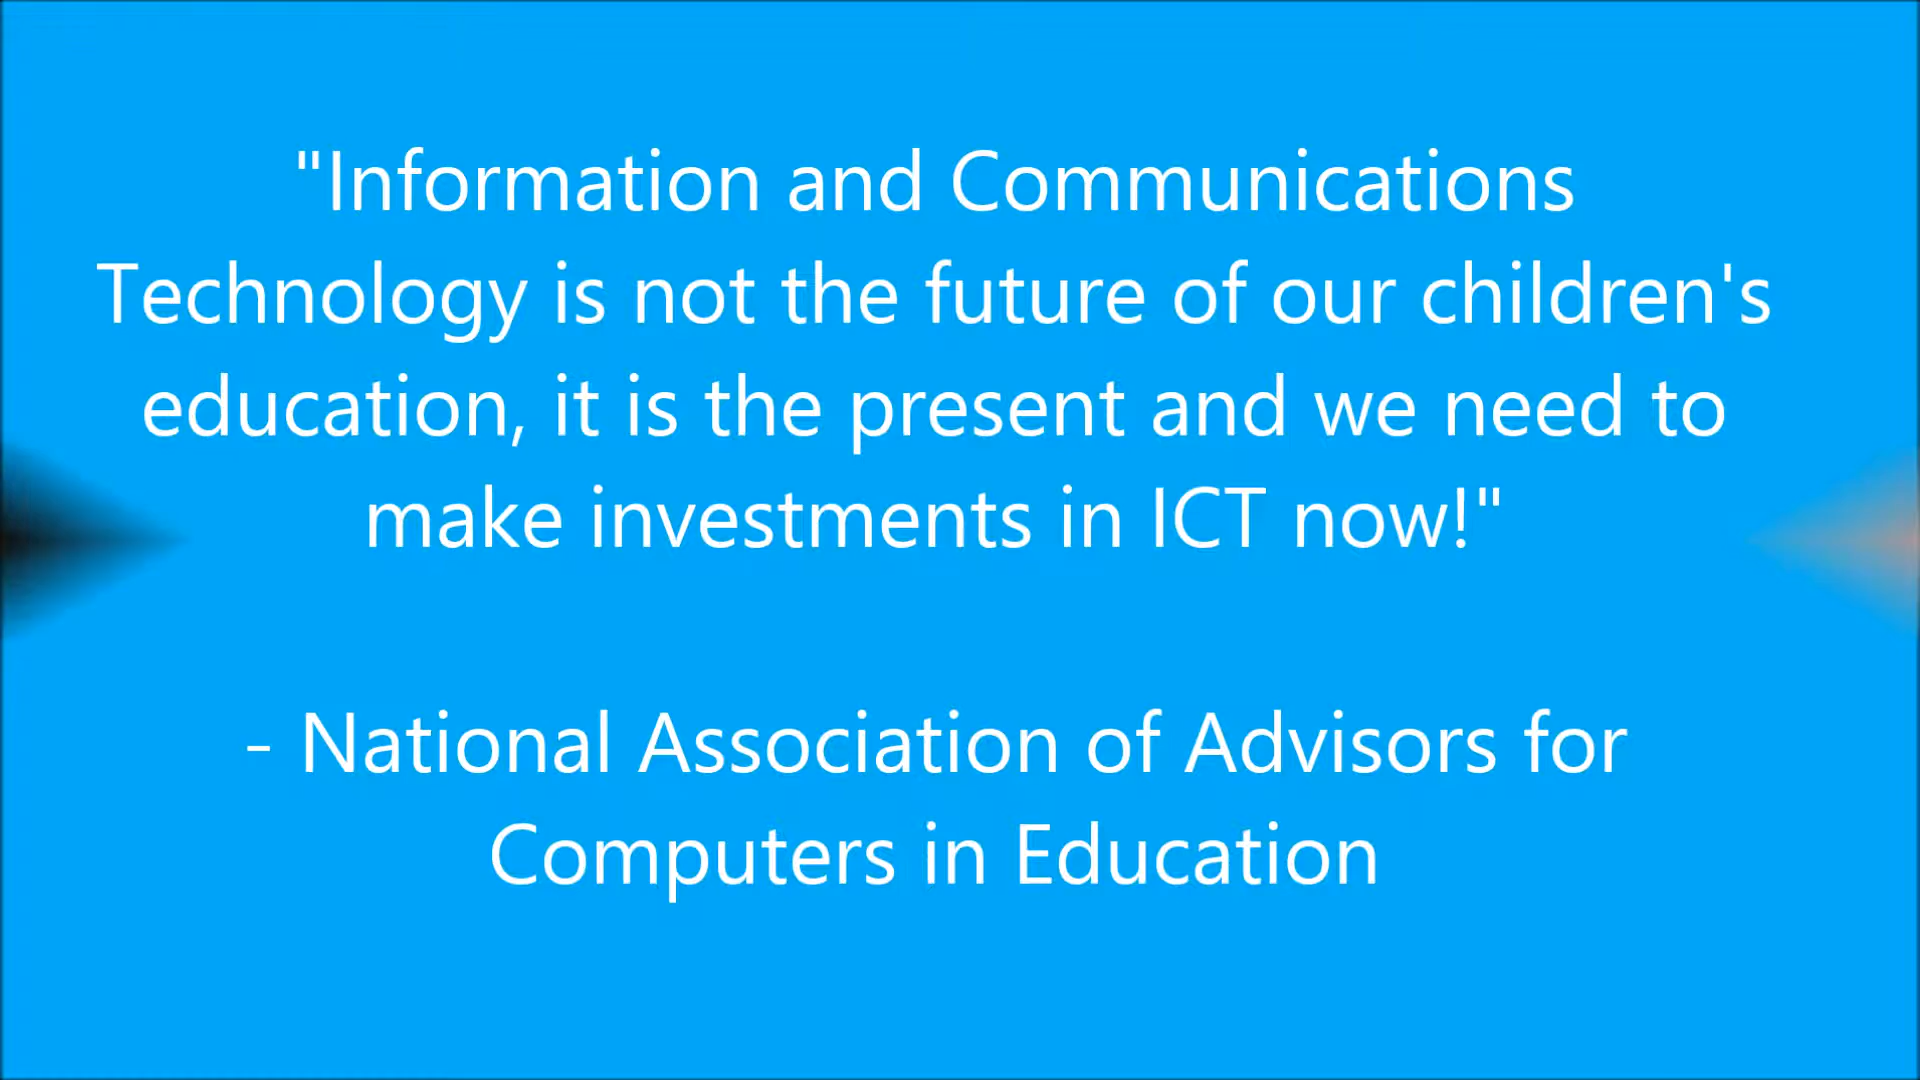 "Information and Communications
Technology is not the future of our children's
education, it is the present and we need to
make investments in ICT now!"
- National Association of Advisors for
Computers in Education